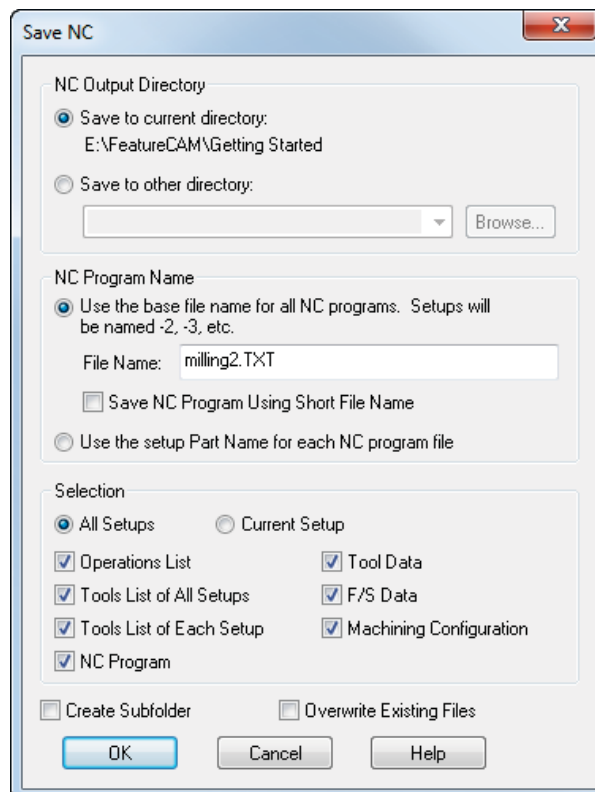 Save NC
NC Output Directory
Save to current directory:
E:\FeatureCAM\Getting Started
Save to other directory:
Browse...
NC Program Name
Use the base file name for all NC programs. Setups will
be named -2, -3, etc.
File Name: milling2.TXT
Save NC Program Using Short File Name
Use the setup Part Name for each NC program file
Selection
All Setups Current Setup
Operations List Tool Data
Tools List of All Setups F/S Data
Tools List of Each Setup Machining Configuration
NC Program
Create Subfolder Overwrite Existing Files
OK Cancel Help